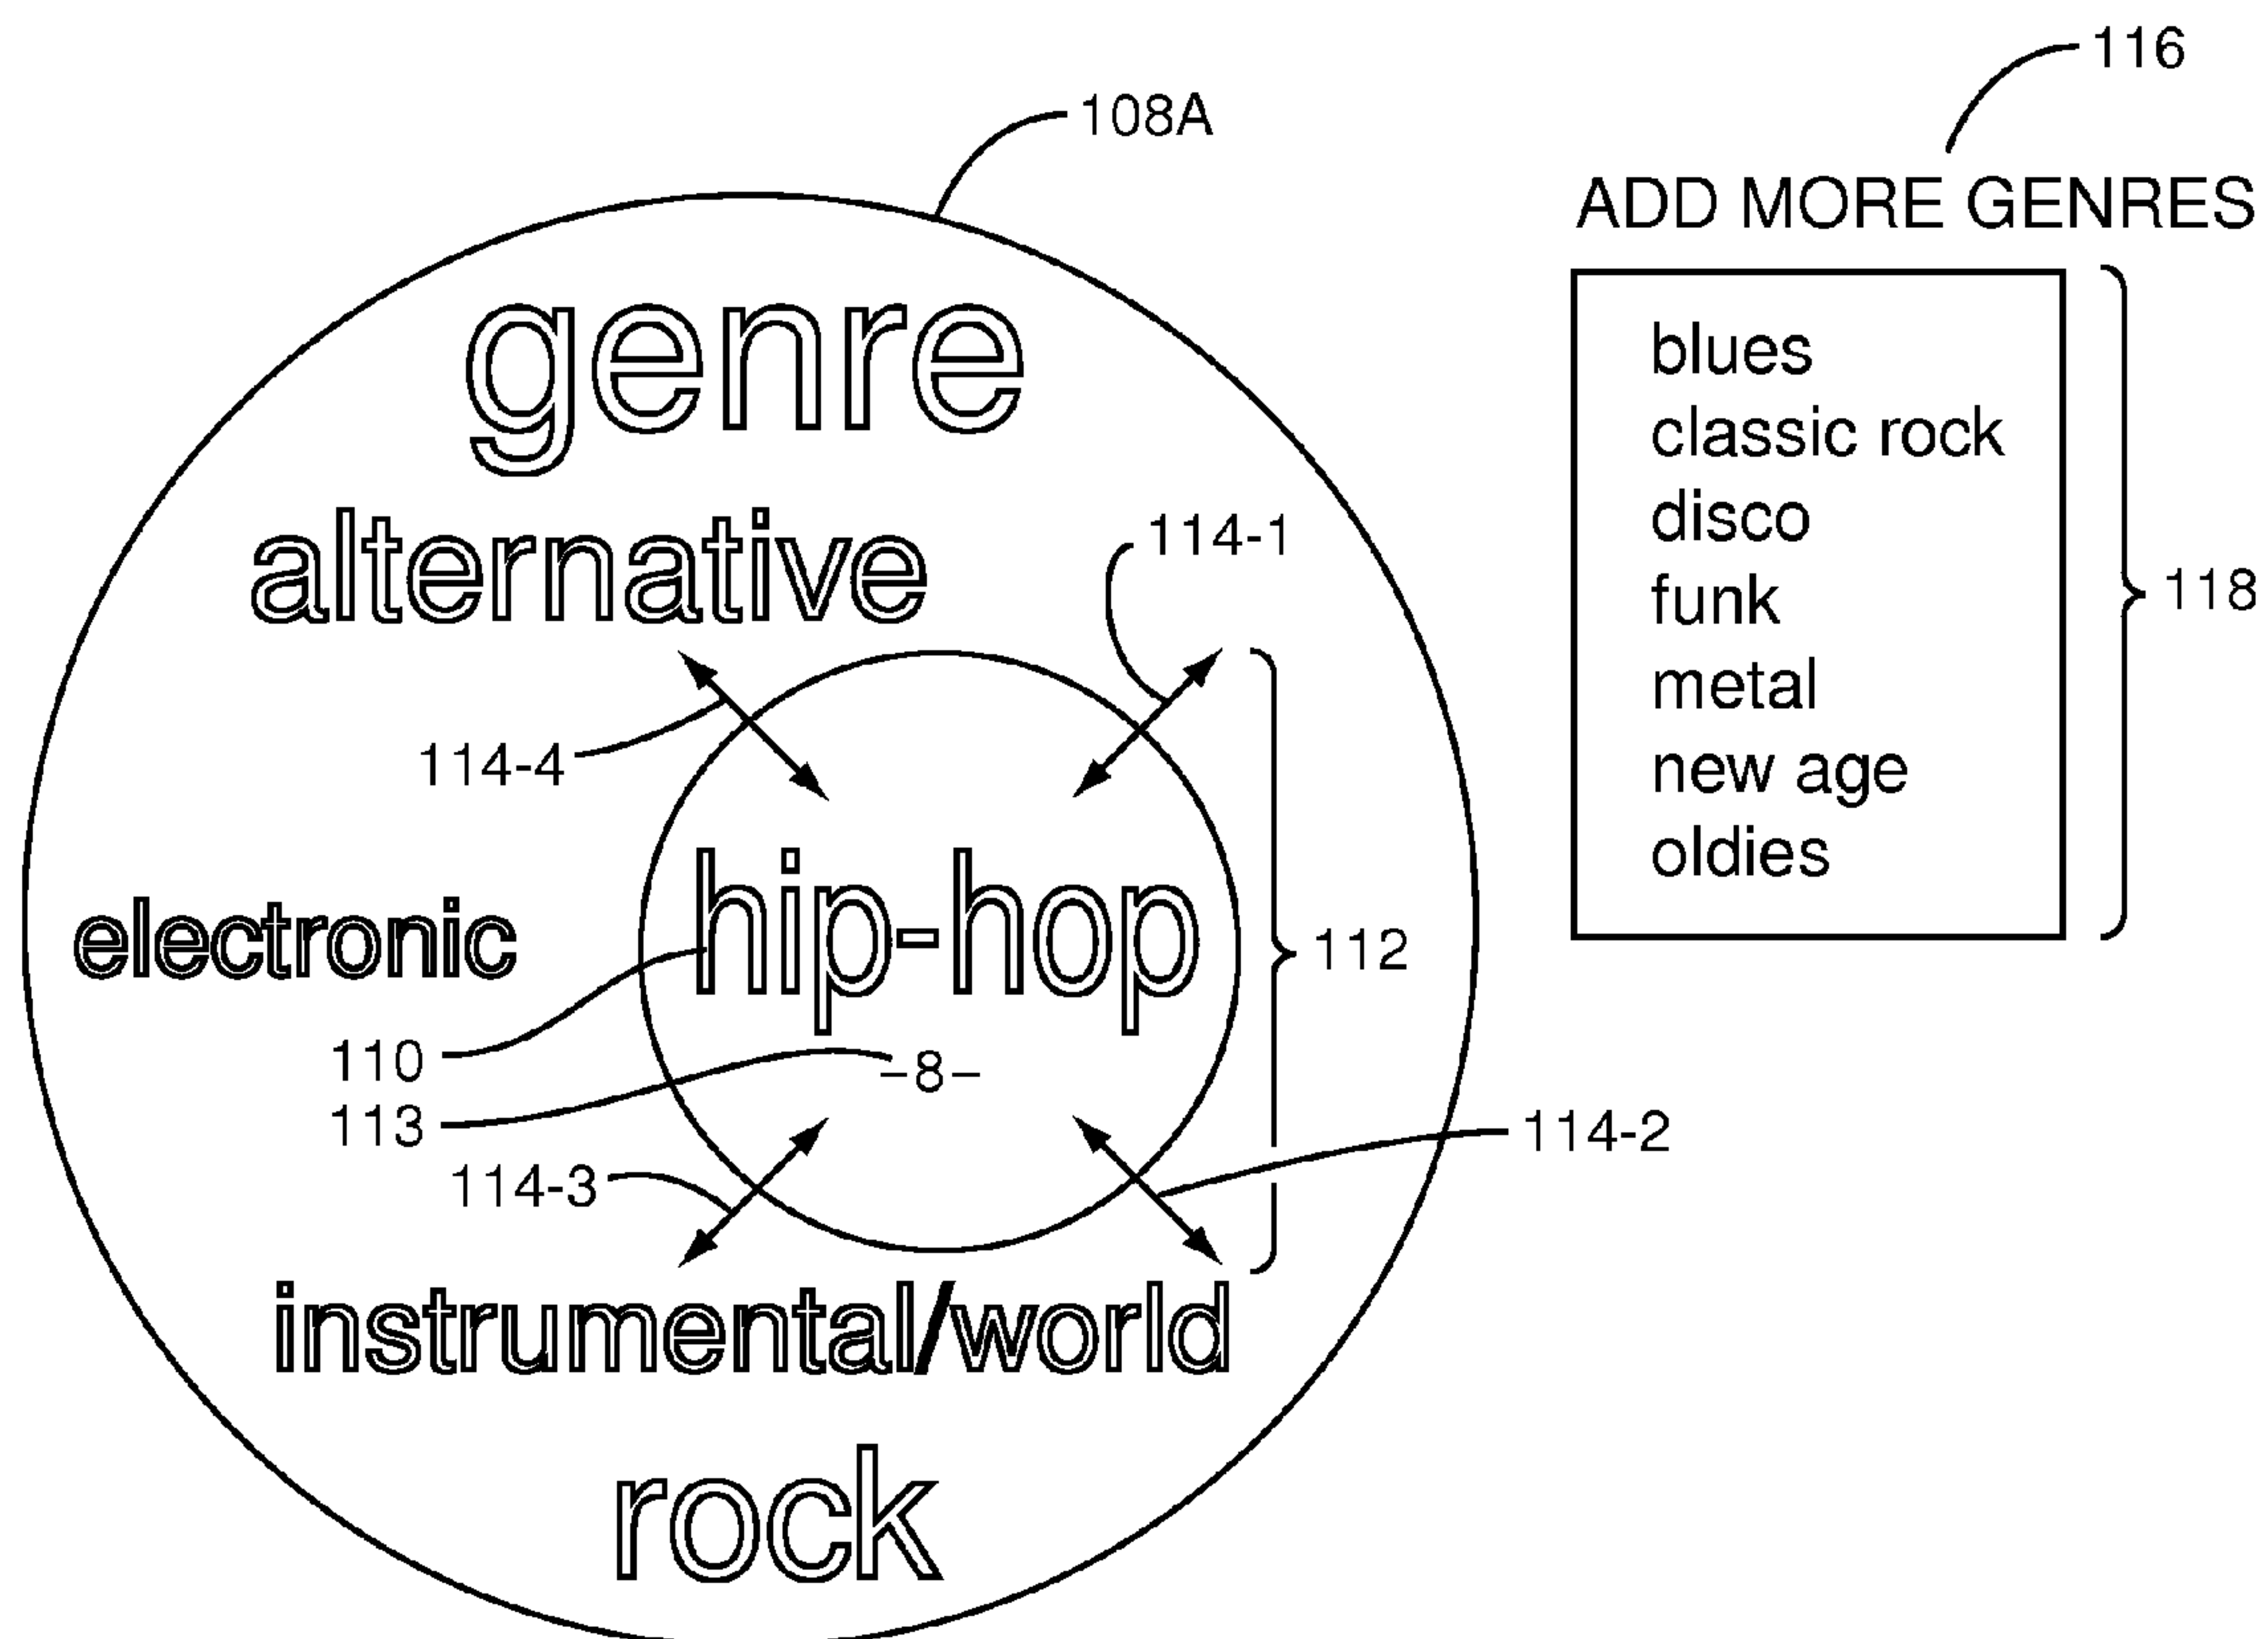 116
108A
ADD MORE GENRES
genre
alternative
114-1
114-4
hip-hop
electronic
112
110
-8-
113
114-2
114-3
instrumental/world
rock
blues
classic rock
disco
funk
metal
new age
oldies
118